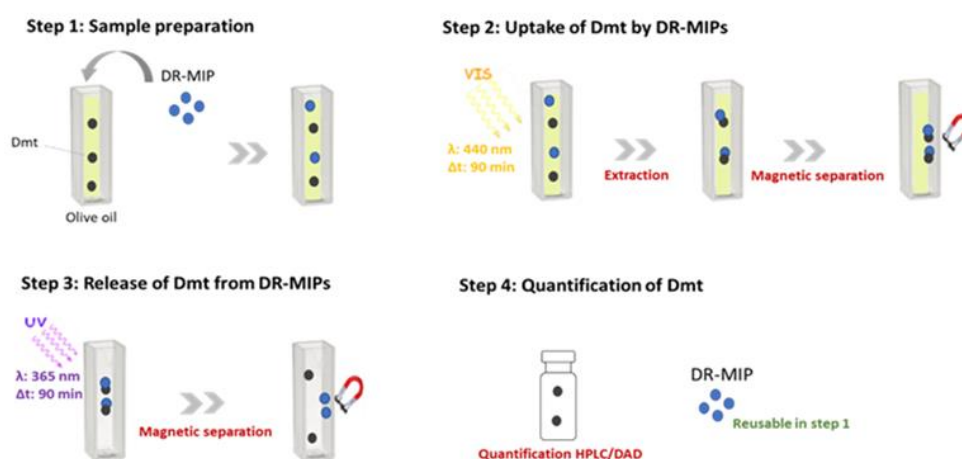 Step 1: Sample preparation
DR-MIP
Dmt
Olive oil
Step 2: Uptake of Dmt by DR-MIPs
VIS
λ: 440 nm
Δt: 90 min
Extraction
Magnetic separation
Step 3: Release of Dmt from DR-MIPs
UV
λ: 365 nm
Δt: 90 min
Magnetic separation
Step 4: Quantification of Dmt
Quantification HPLC/DAD
DR-MIP
Reusable in step 1